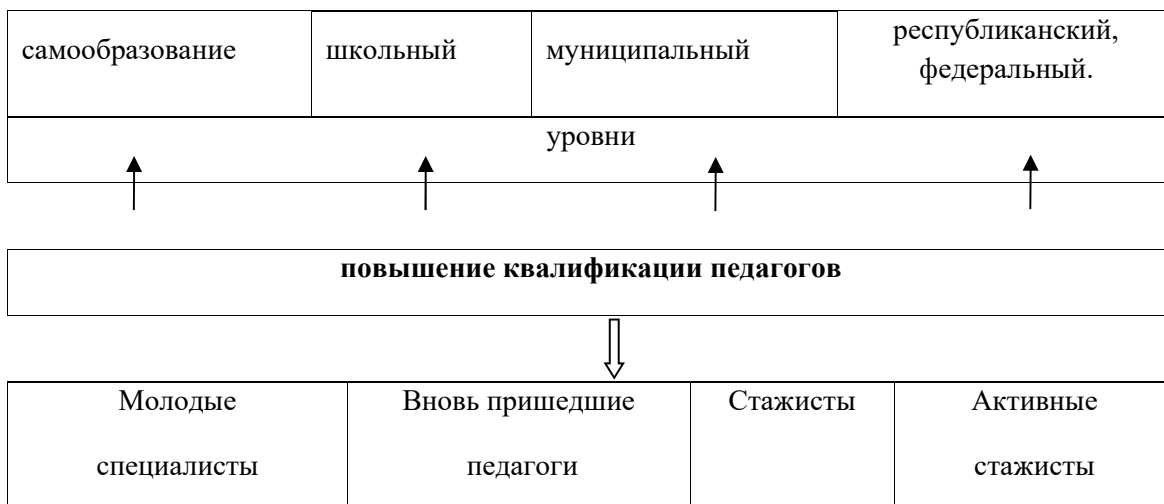 самообразование школьный муниципальный республиканский,
федеральный.
уровни
повышение квалификации педагогов
Молодые Вновь пришедшие Стажисты Активные
специалисты педагоги стажисты